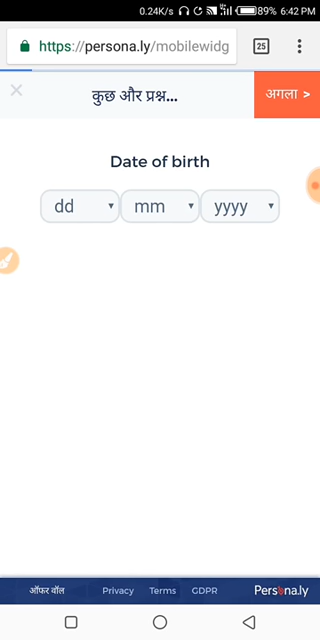 0.24K/s 89% 6:42 PM
https://persona.ly/mobilewidg 25
कुछ और प्रश्न... अगला >
Date of birth
dd mm yyyy
ऑफर वॉल Privacy Terms GDPR Persona.ly